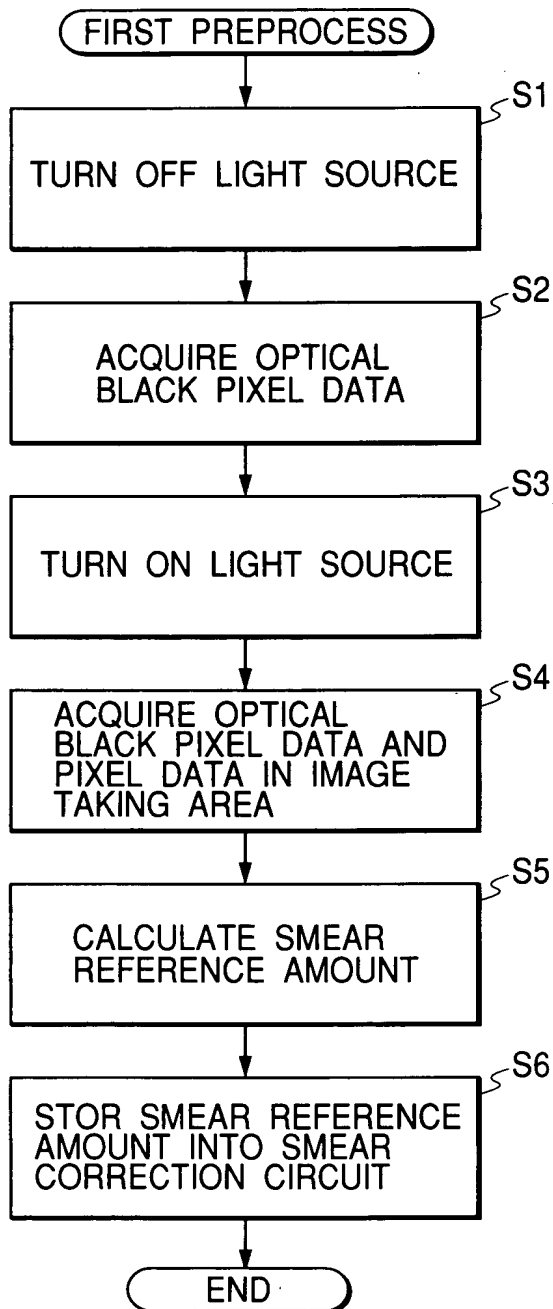 FIRST PREPROCESS
S1
TURN OFF LIGHT SOURCE
S2
ACQUIRE OPTICAL
BLACK PIXEL DATA
S3
TURN ON LIGHT SOURCE
S4
ACQUIRE OPTICAL
BLACK PIXEL DATA AND
PIXEL DATA IN IMAGE
TAKING AREA
S5
CALCULATE SMEAR
REFERENCE AMOUNT
S6
STOR SMEAR REFERENCE
AMOUNT INTO SMEAR
CORRECTION CIRCUIT
END